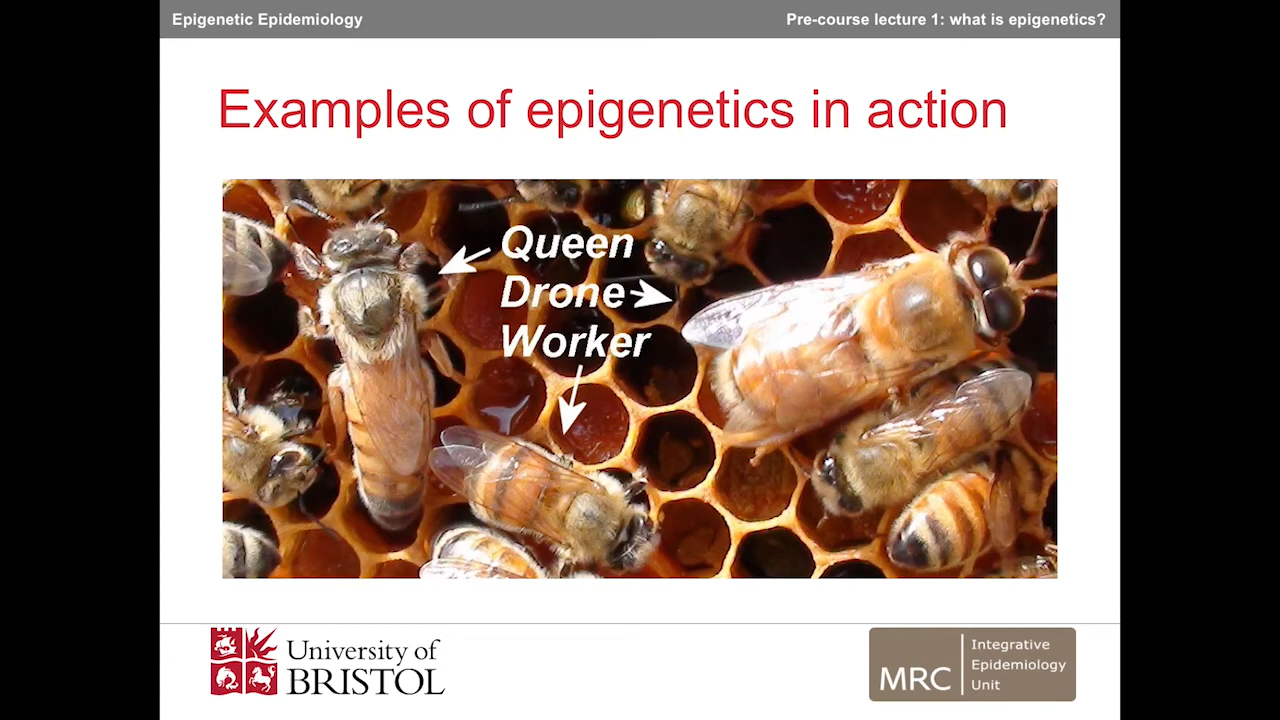 Epigenetic Epidemiology
Pre-course lecture 1: what is epigenetics?
Examples of epigenetics in action
Queen
Drone
Worker
University of
BRISTOL
MRC
Integrative
Epidemiology
Unit